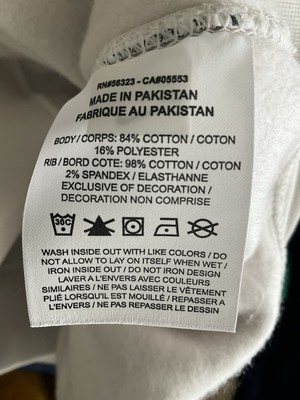 RN#56323 - CA#05553
MADE IN PAKISTAN
FABRIQUE AU PAKISTAN
BODY / CORPS: 84% COTTON / COTON
16% POLYESTER
RIB / BORD COTE: 98% COTTON / COTON
2% SPANDEX / ELASTHANNE
EXCLUSIVE OF DECORATION /
DECORATION NON COMPRISE
30C
WASH INSIDE OUT WITH LIKE COLORS / DO
NOT ALLOW TO LAY ON ITSELF WHEN WET /
IRON INSIDE OUT / DO NOT IRON DESIGN
LAVER A L'ENVERS AVEC COULEURS
SIMILAIRES / NE PAS LAISSER LE VÊTEMENT
PLIÉ LORSQU'IL EST MOUILLÉ / REPASSER A
L'ENVERS / NE PAS REPASSER LE DESSIN